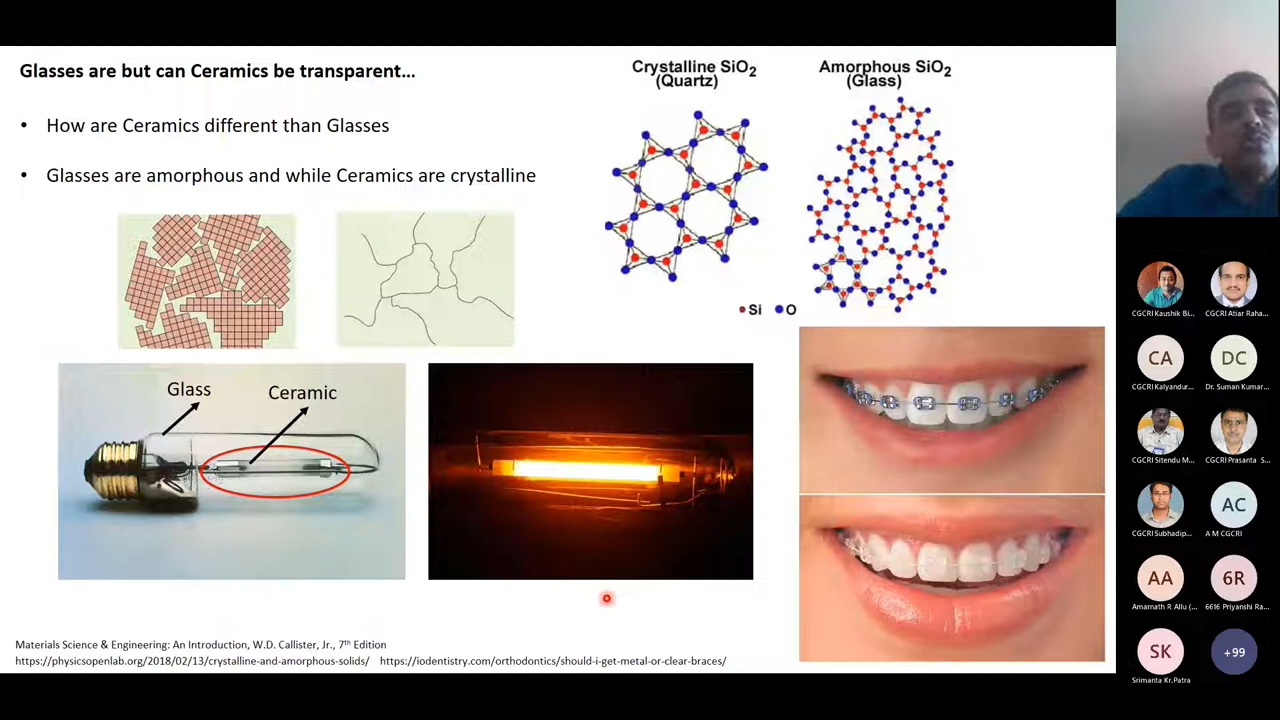 Glasses are but can Ceramics be transparent...
• How are Ceramics different than Glasses
• Glasses are amorphous and while Ceramics are crystalline
Crystalline SiO₂
(Quartz)
Amorphous SiO₂
(Glass)
Si O
Glass
Ceramic
Materials Science & Engineering: An Introduction, W.D. Callister, Jr., 7th Edition
https://physicsopenlab.org/2018/02/13/crystalline-and-amorphous-solids/ https://iodentistry.com/orthodontics/should-i-get-metal-or-clear-braces/
CGCRI Kaushik Bi...
CGCRI Atiar Raha...
CA
DC
CGCRI Kalyandur...
Dr. Suman Kumar...
CGCRI Sitendu M...
CGCRI Prasanta S...
AC
CGCRI Subhadip...
A M CGCRI
AA
6R
Amarnath R Allu (...
6616 Priyanshi Ra...
SK
+99
Srimanta Kr.Patra